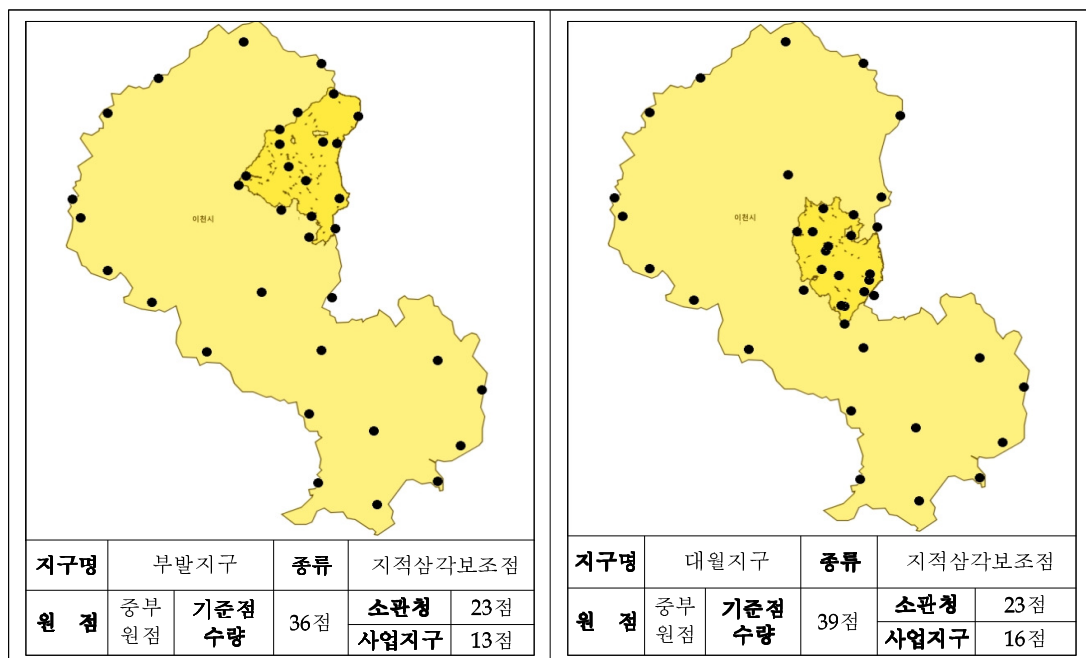 이천시
지구명 부발지구 종류 지적삼각보조점
원 점 중부원점 기준점수량 36점 소관청 23점
사업지구 13점
이천시
지구명 대월지구 종류 지적삼각보조점
원 점 중부원점 기준점수량 39점 소관청 23점
사업지구 16점